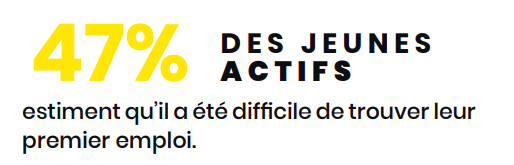 47% DES JEUNES
ACTIFS
estiment qu’il a été difficile de trouver leur
premier emploi.